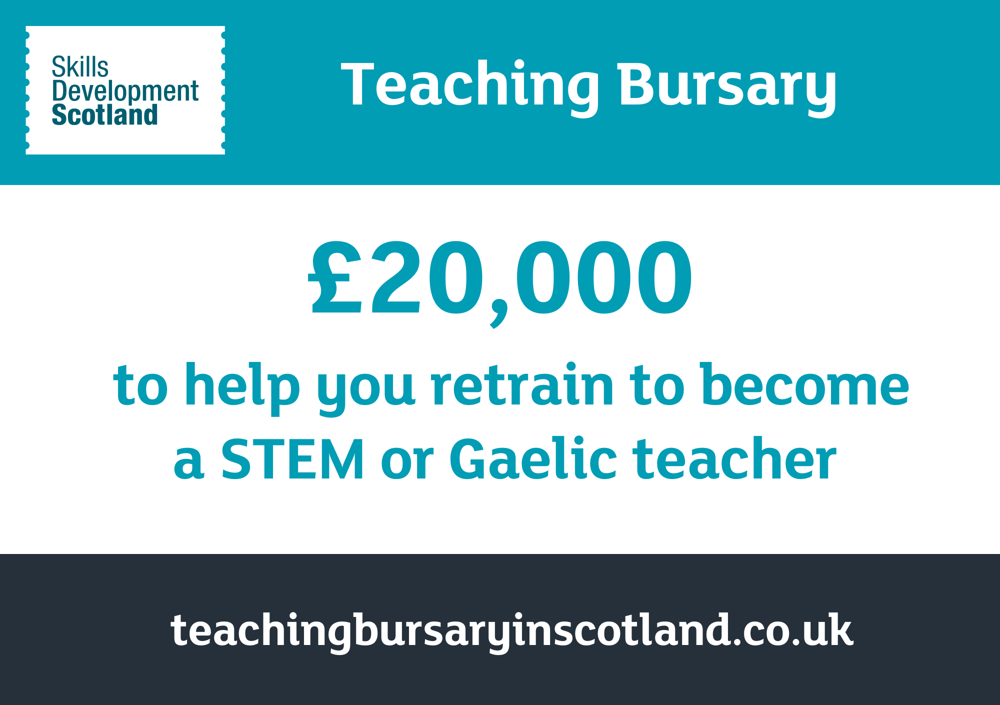 Skills
Development
Scotland
Teaching Bursary
£20,000
to help you retrain to become
a STEM or Gaelic teacher
teachingbursaryinscotland.co.uk